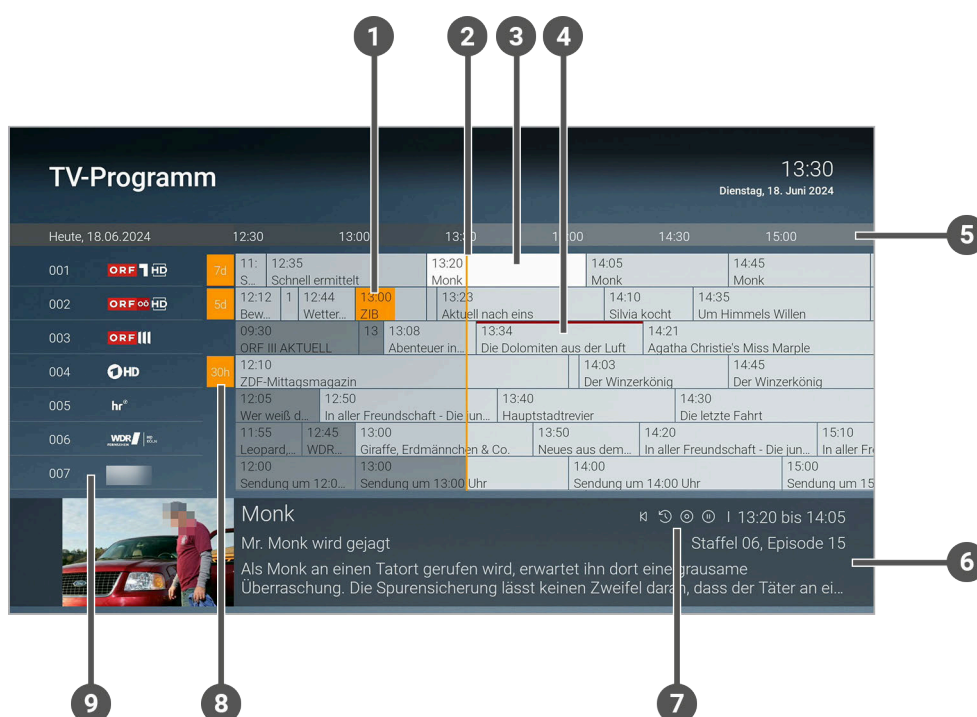 1 2 3 4
TV-Programm
13:30
Dienstag, 18. Juni 2024
Heute, 18.06.2024 12:30 13:00 13:30 14:30 15:00
5
001 ORF 1 HD 7d 11: 12:35 13:20 14:05 14:45
S... Schnell ermittelt Monk Monk Monk
002 ORF OÖ HD 5d 12:12 1 12:44 13:00 13:23 14:10 14:35
Bew... Wetter... ZIB Aktuell nach eins Silvia kocht Um Himmels Willen
003 ORF III 09:30 13 13:08 13:34 14:21
ORF III AKTUELL Abenteuer in... Die Dolomiten aus der Luft Agatha Christie's Miss Marple
004 1 HD 30h 12:10 14:03 14:45
ZDF-Mittagsmagazin Der Winzerkönig Der Winzerkönig
005 hr 12:05 12:50 13:40 14:30
Wer weiß d... In aller Freundschaft - Die jun... Hauptstadtrevier Die letzte Fahrt
006 WDR HD KÖLN 11:55 12:45 13:00 13:50 14:20 15:10
Leopard,... WDR... Giraffe, Erdmännchen & Co. Neues aus dem... In aller Freundschaft - Die jun... In aller Fr
007 12:00 13:00 14:00 15:00
Sendung um 12:0... Sendung um 13:00 Uhr Sendung um 14:00 Uhr Sendung um 15
Monk
13:20 bis 14:05
Mr. Monk wird gejagt
Staffel 06, Episode 15
Als Monk an einen Tatort gerufen wird, erwartet ihn dort eine grausame
Überraschung. Die Spurensicherung lässt keinen Zweifel daran, dass der Täter an ei...
6
9 8 7